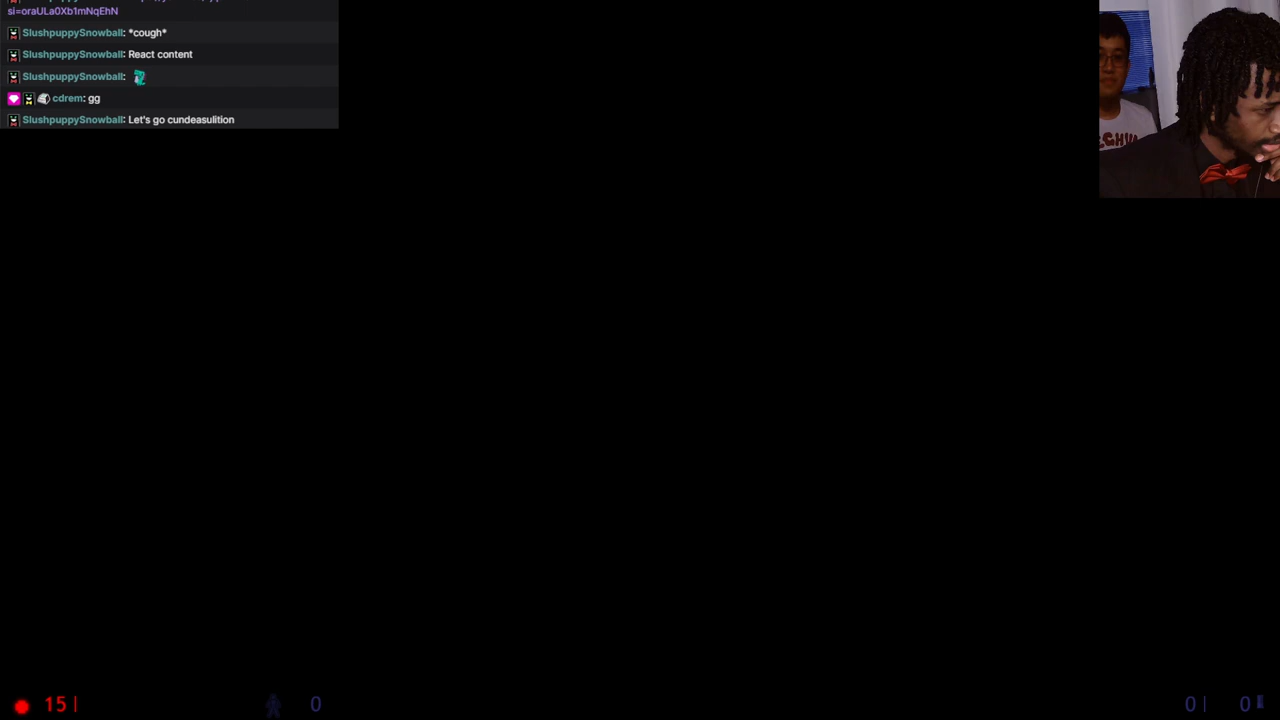 si=oraULa0Xb1mNqEhN
SlushpuppySnowball: *cough*
SlushpuppySnowball: React content
SlushpuppySnowball:
cdrem: gg
SlushpuppySnowball: Let's go cundeasulition
15|
0
0|
0